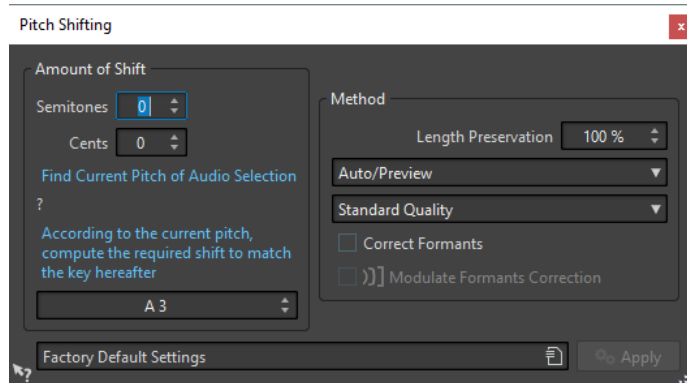 Pitch Shifting
x
Amount of Shift
Semitones 0
Cents 0
Find Current Pitch of Audio Selection
?
According to the current pitch,
compute the required shift to match
the key hereafter
A 3
Method
Length Preservation 100 %
Auto/Preview
Standard Quality
Correct Formants
Modulate Formants Correction
Factory Default Settings
Apply
?